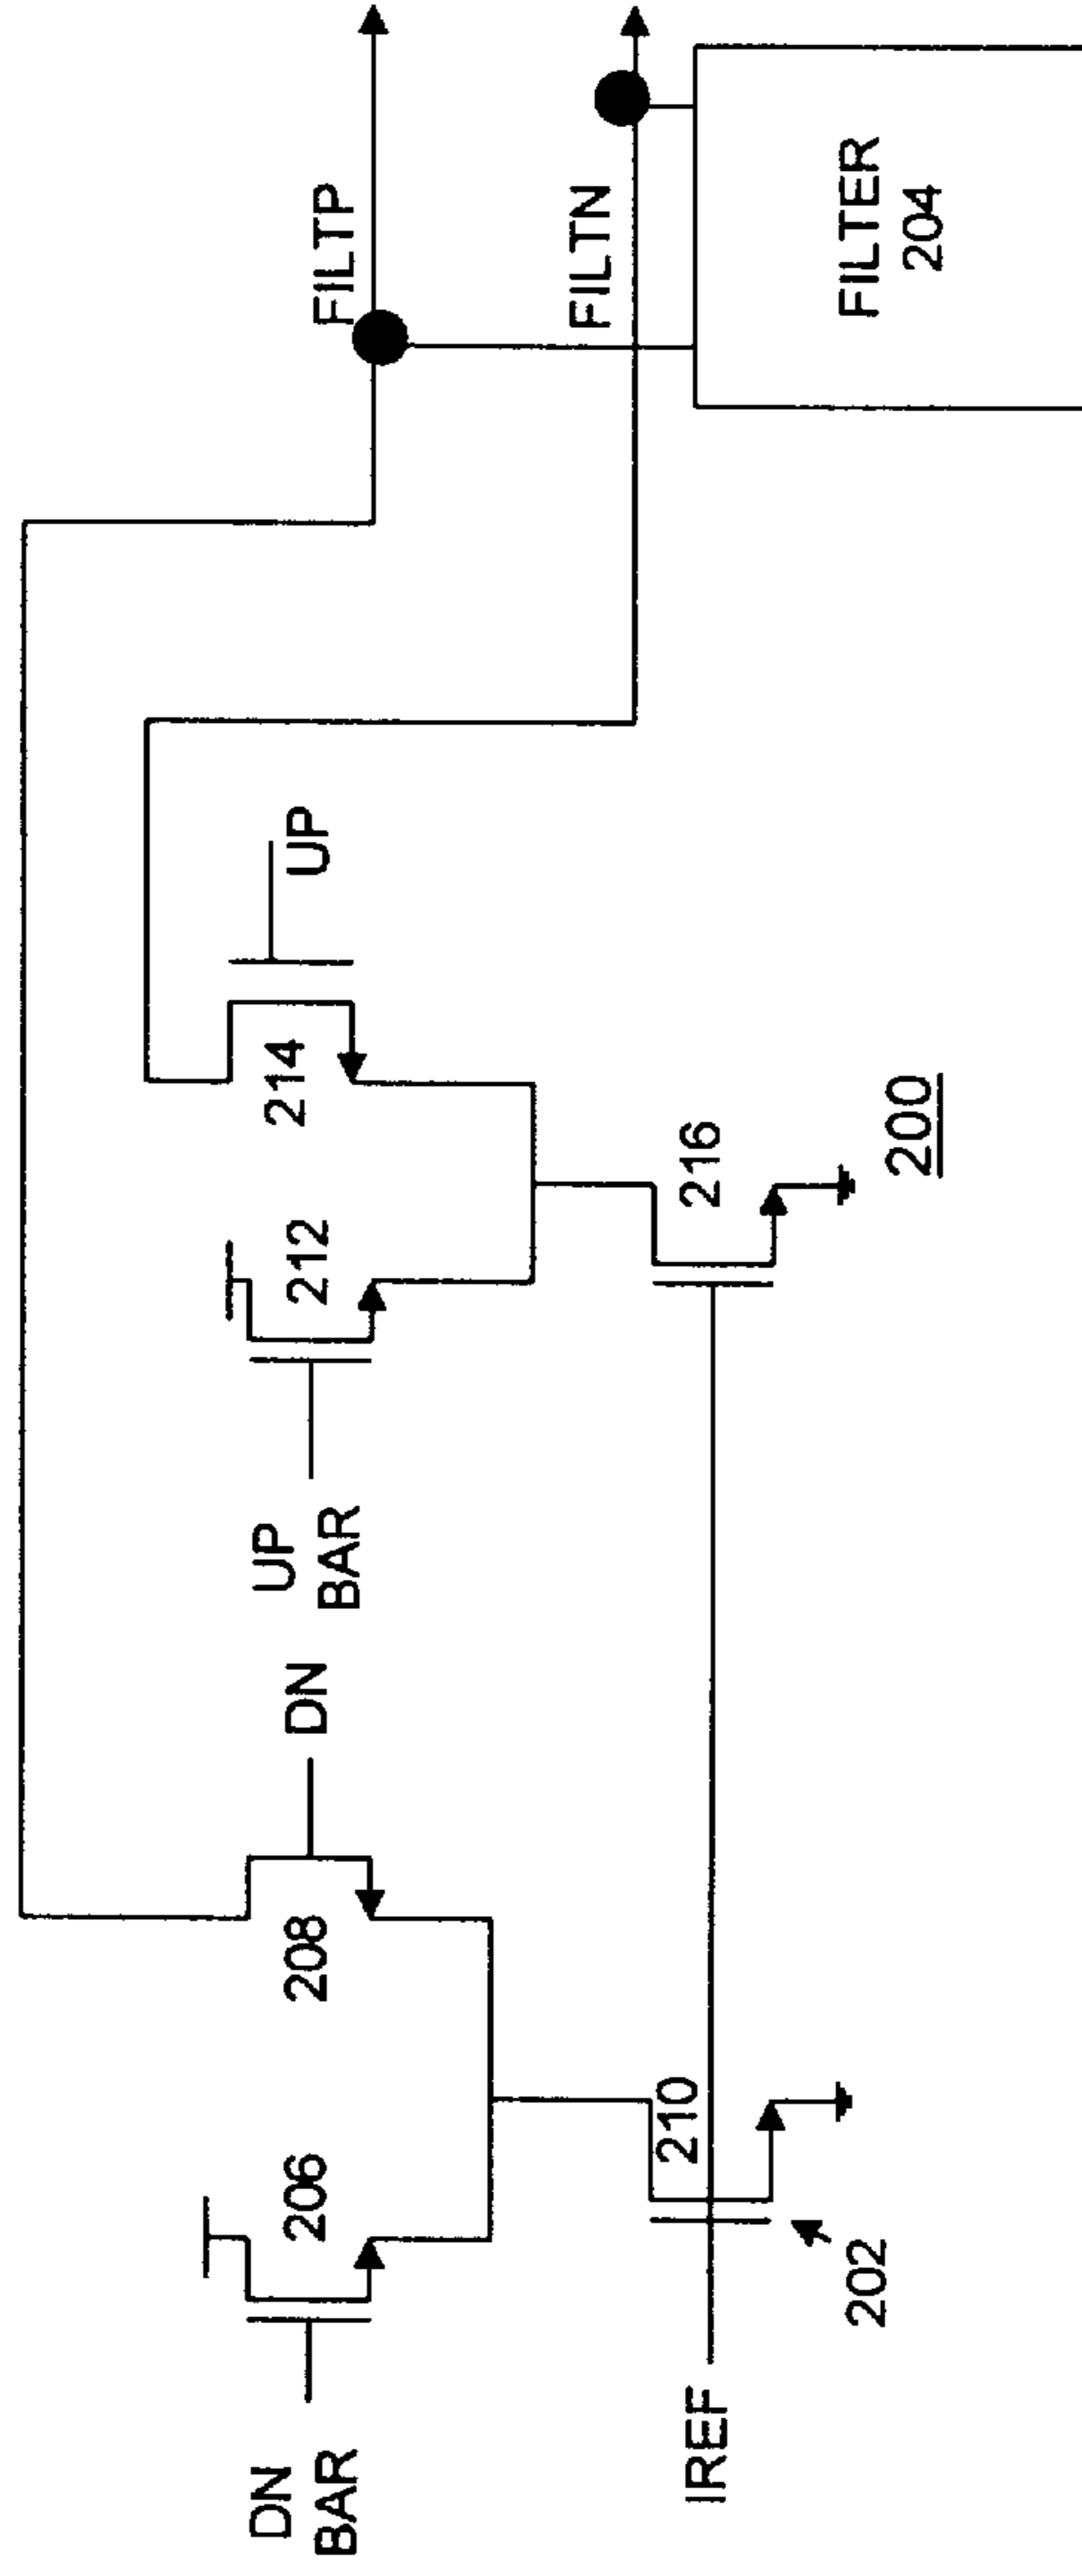 FILTP
FILTN
FILTER
204
UP
214
212
216
200
UP
BAR
DN
208
206
210
202
DN
BAR
IREF